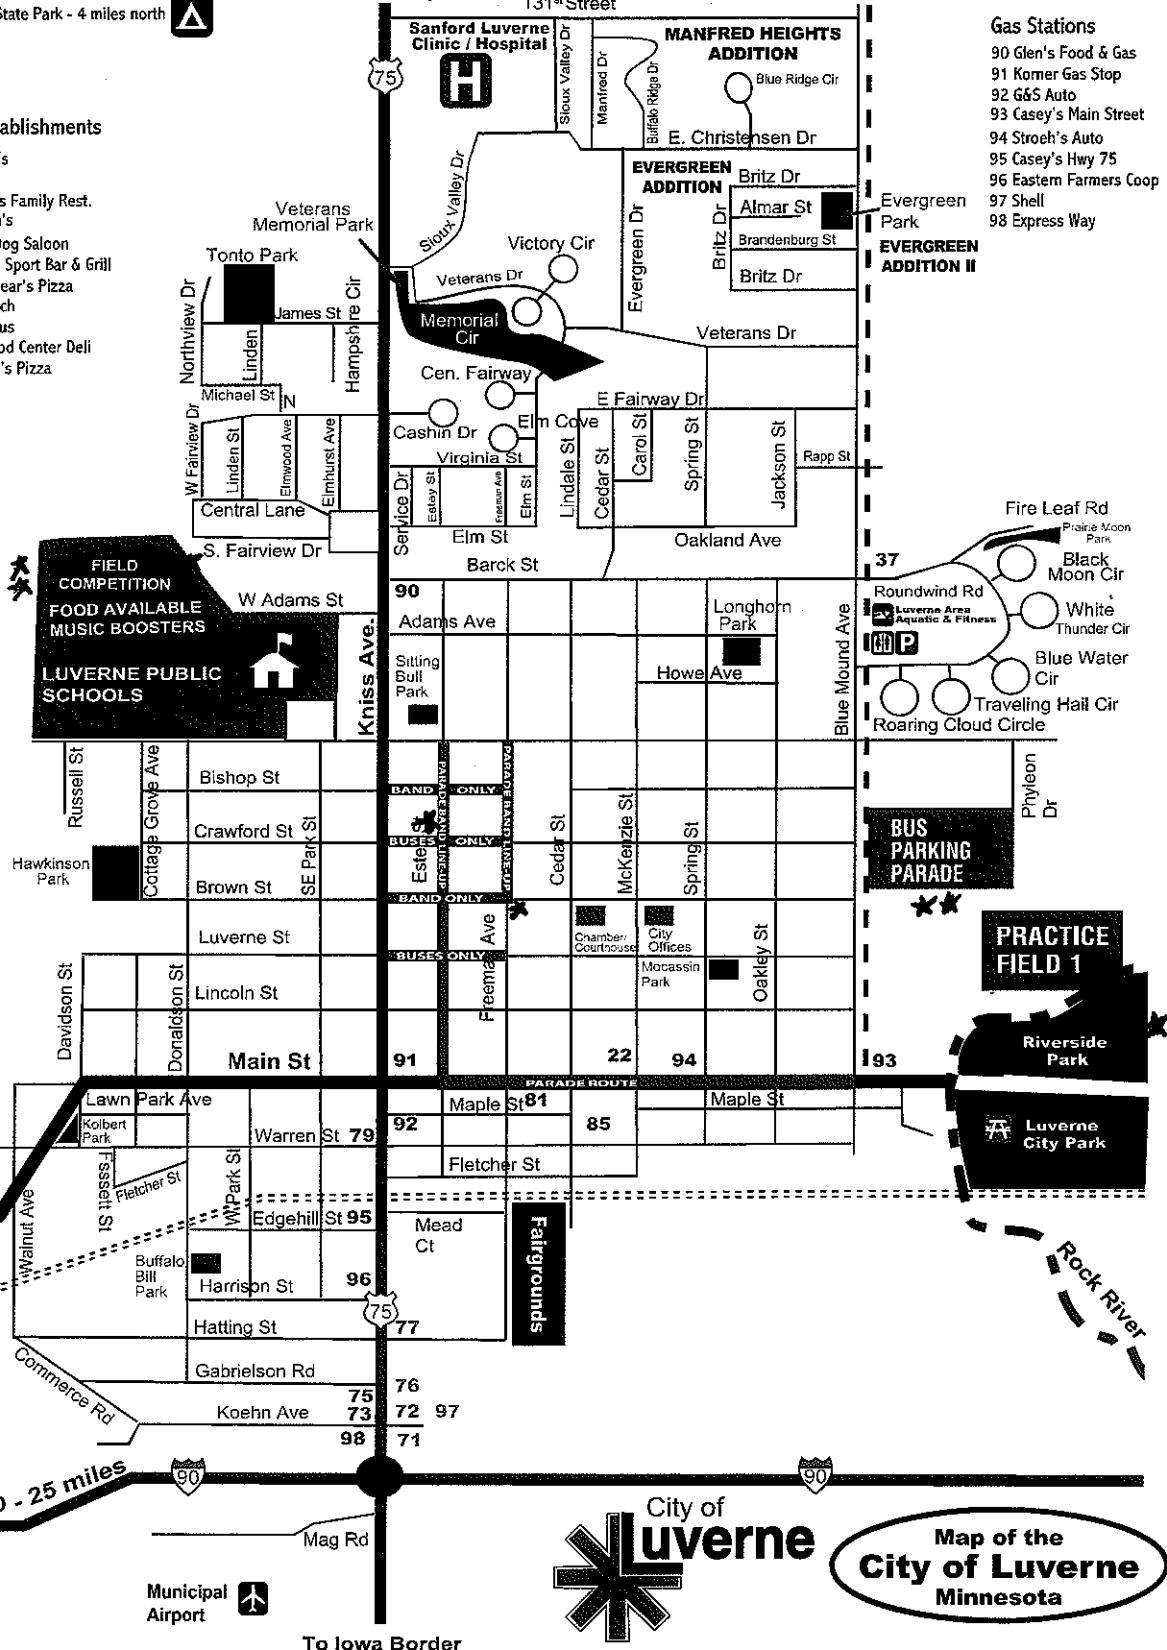 State Park - 4 miles north
131st Street
Sanford Luverne
Clinic / Hospital
H
75
Sioux Valley Dr
Manfred Dr
Buffalo Ridge Dr
MANFRED HEIGHTS
ADDITION
Blue Ridge Cir
E. Christensen Dr
Gas Stations
90 Glen's Food & Gas
91 Korner Gas Stop
92 G&S Auto
93 Casey's Main Street
94 Stroeh's Auto
95 Casey's Hwy 75
96 Eastern Farmers Coop
97 Shell
98 Express Way
ablishments
's
s Family Rest.
Dog Saloon
Sport Bar & Grill
ear's Pizza
od Center Deli
's Pizza
EVERGREEN
ADDITION
Britz Dr
Almar St
Brandenburg St
Britz Dr
Britz Dr
Evergreen Dr
Evergreen
Park
EVERGREEN
ADDITION II
Veterans
Memorial Park
Sioux Valley Dr
Victory Cir
Veterans Dr
Veterans Dr
Memorial
Cir
Tonto Park
Northview Dr
James St
Linden
Hampshire Cir
Michael St
N
Cen. Fairway
E Fairway Dr
Cashin Dr
Elm Cove
Virginia St
W Fairview Dr
Linden St
Elmwood Ave
Elmhurst Ave
Central Lane
S. Fairview Dr
Service Dr
Estey St
Freeman Ave
Elm St
Elm St
Lindale St
Cedar St
Carol St
Spring St
Jackson St
Rapp St
Oakland Ave
Barck St
Fire Leaf Rd
Prairie Moon
Park
Black
Moon Cir
37
Roundwind Rd
Luverne Area
Aquatic & Fitness
P
White
Thunder Cir
Blue Water
Cir
Traveling Hail Cir
Roaring Cloud Circle
FIELD
COMPETITION
FOOD AVAILABLE
MUSIC BOOSTERS
LUVERNE PUBLIC
SCHOOLS
W Adams St
Kniss Ave.
90
Adams Ave
Sitting
Bull
Park
Longhorn
Park
Howe Ave
Blue Mound Ave
Russell St
Cottage Grove Ave
Bishop St
Crawford St
Brown St
SE Park St
Hawkinson
Park
Luverne St
Lincoln St
Davidson St
Donaldson St
BAND ONLY
BUSES ONLY
BAND ONLY
BUSES ONLY
PARADE BAND LINE-UP
PARADE BAND LINE-UP
Este
Freeman Ave
Cedar St
McKenzie St
Spring St
Chamber/
Courthouse
City
Offices
Mocassin
Park
Oakley St
Phyleon
Dr
BUS
PARKING
PARADE
PRACTICE
FIELD 1
Riverside
Park
Main St
91
22
94
93
PARADE ROUTE
Lawn Park Ave
Kolbert
Park
Maple St
81
Maple St
Warren St
79
92
85
Luverne
City Park
Fletcher St
Fletcher St
Walnut Ave
Fssett St
W. Park St
Edgehill St
95
Mead
Ct
Fairgrounds
Buffalo
Bill
Park
Harrison St
96
75
Hatting St
77
Rock River
Commerce Rd
Gabrielson Rd
75
76
Koehn Ave
73
72
97
98
71
0 - 25 miles
90
90
Mag Rd
Municipal
Airport
To Iowa Border
City of
Luverne
Map of the
City of Luverne
Minnesota